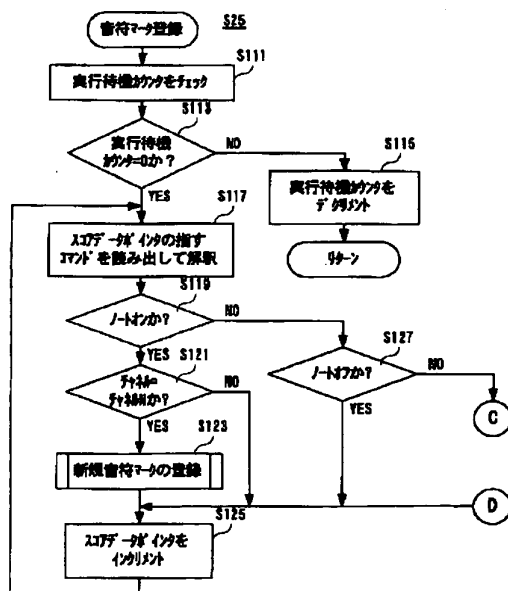 音符マーク登録
S25
S111
実行待機カウンタをチェック
S113
実行待機
カウンタ=0か?
NO
YES
S115
実行待機カウンタを
デクリメント
リターン
S117
スコアデータポインタの指す
コマンドを読み出して解釈
S119
ノートオンか?
NO
YES
S121
チャネル=
チャネルNか?
NO
YES
S127
ノートオフか?
NO
YES
C
S123
新規音符マークの登録
D
S125
スコアデータポインタを
インクリメント